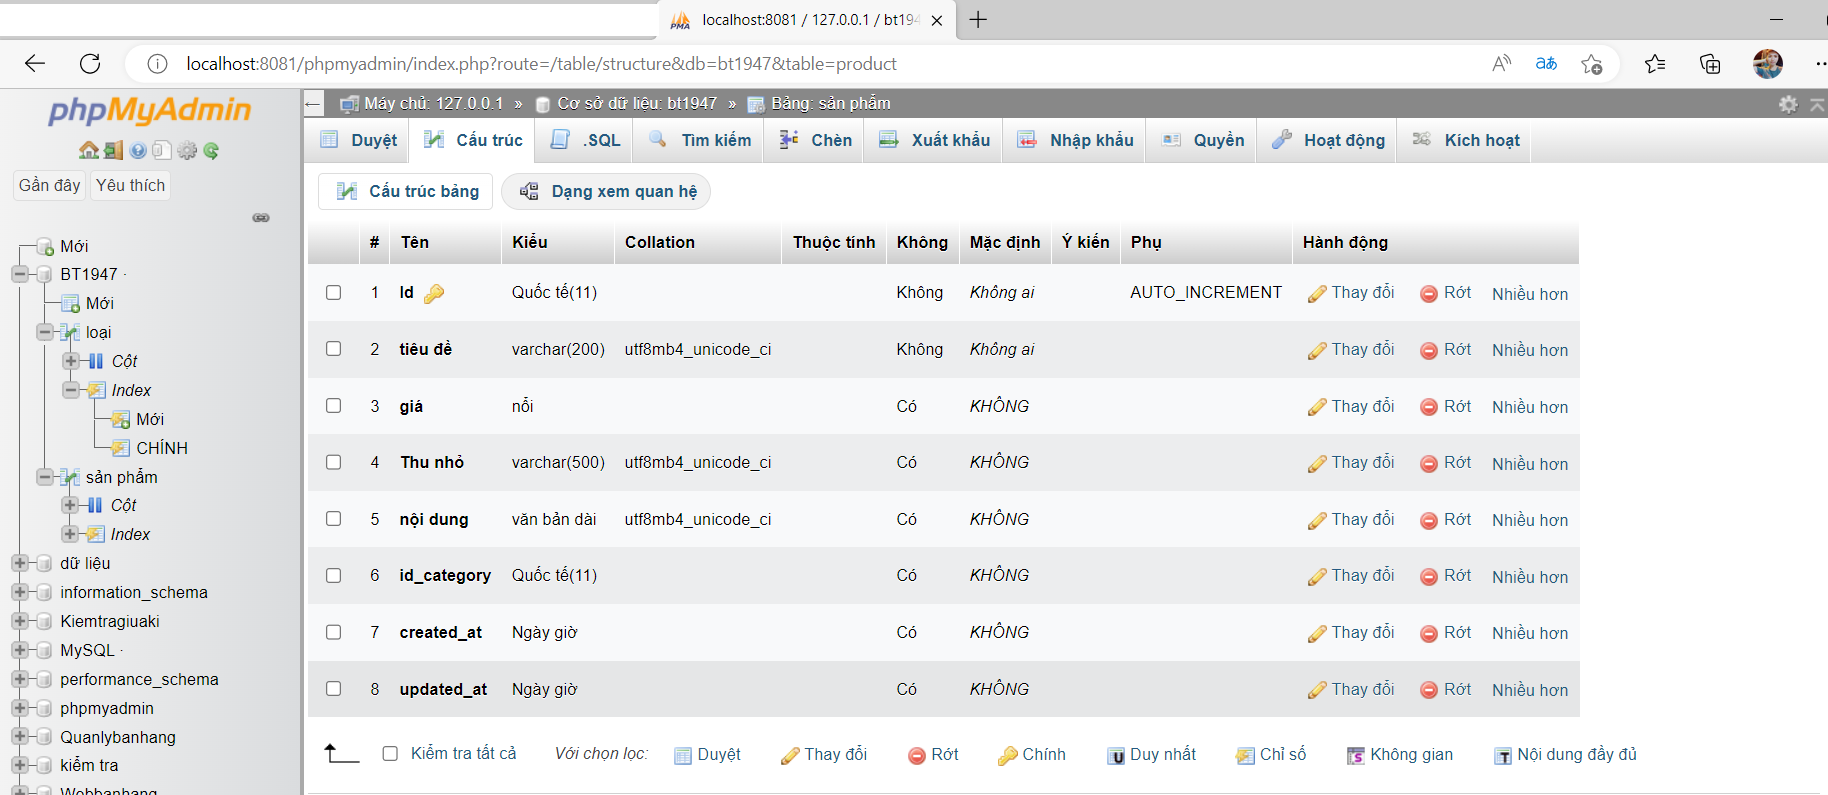 localhost:8081 / 127.0.0.1 / bt194
localhost:8081/phpmyadmin/index.php?route=/table/structure&db=bt1947&table=product
phpMyAdmin
Gần đây Yêu thích
Mới
BT1947 ·
Mới
loại
Cột
Index
Mới
CHÍNH
sản phẩm
Cột
Index
dữ liệu
information_schema
Kiemtragiuaki
MySQL ·
performance_schema
phpmyadmin
Quanlybanhang
kiểm tra
Webbanhang
Máy chủ: 127.0.0.1 » Cơ sở dữ liệu: bt1947 » Bảng: sản phẩm
Duyệt Cấu trúc .SQL Tìm kiếm Chèn Xuất khẩu Nhập khẩu Quyền Hoạt động Kích hoạt
Cấu trúc bảng Dạng xem quan hệ
# Tên Kiểu Collation Thuộc tính Không Mặc định Ý kiến Phụ Hành động
1 Id Quốc tế(11) Không Không ai AUTO_INCREMENT Thay đổi Rớt Nhiều hơn
2 tiêu đề varchar(200) utf8mb4_unicode_ci Không Không ai Thay đổi Rớt Nhiều hơn
3 giá nổi Có KHÔNG Thay đổi Rớt Nhiều hơn
4 Thu nhỏ varchar(500) utf8mb4_unicode_ci Có KHÔNG Thay đổi Rớt Nhiều hơn
5 nội dung văn bản dài utf8mb4_unicode_ci Có KHÔNG Thay đổi Rớt Nhiều hơn
6 id_category Quốc tế(11) Có KHÔNG Thay đổi Rớt Nhiều hơn
7 created_at Ngày giờ Có KHÔNG Thay đổi Rớt Nhiều hơn
8 updated_at Ngày giờ Có KHÔNG Thay đổi Rớt Nhiều hơn
Kiểm tra tất cả Với chọn lọc: Duyệt Thay đổi Rớt Chính Duy nhất Chỉ số Không gian Nội dung đầy đủ